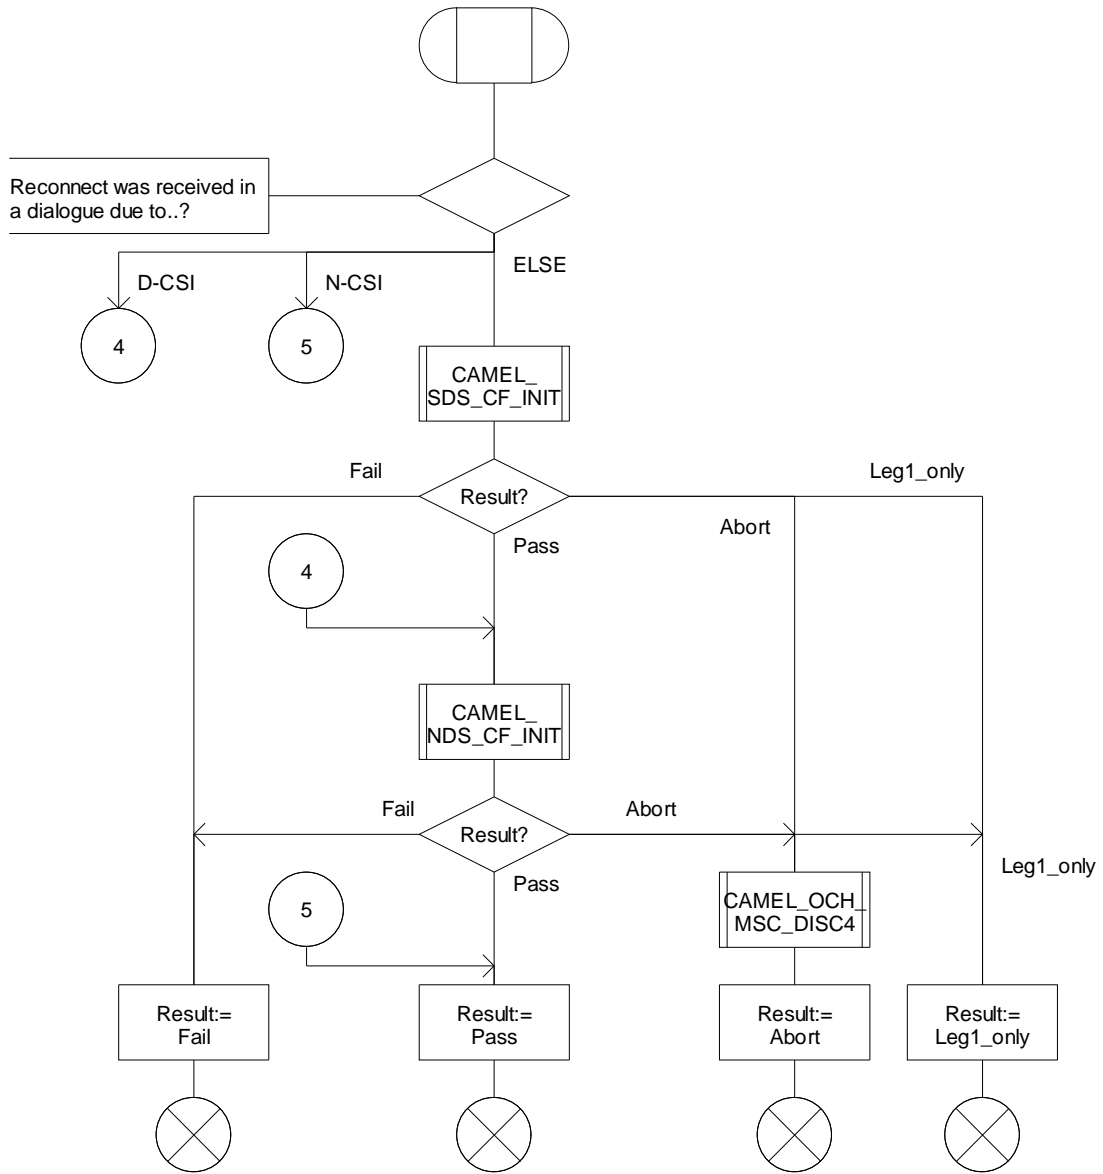 Reconnect was received in
a dialogue due to..?
D-CSI
N-CSI
ELSE
4
5
CAMEL_
SDS_CF_INIT
Fail
Result?
Leg1_only
Abort
Pass
4
CAMEL_
NDS_CF_INIT
Fail
Result?
Abort
Leg1_only
Pass
5
CAMEL_OCH_
MSC_DISC4
Result:=
Fail
Result:=
Pass
Result:=
Abort
Result:=
Leg1_only